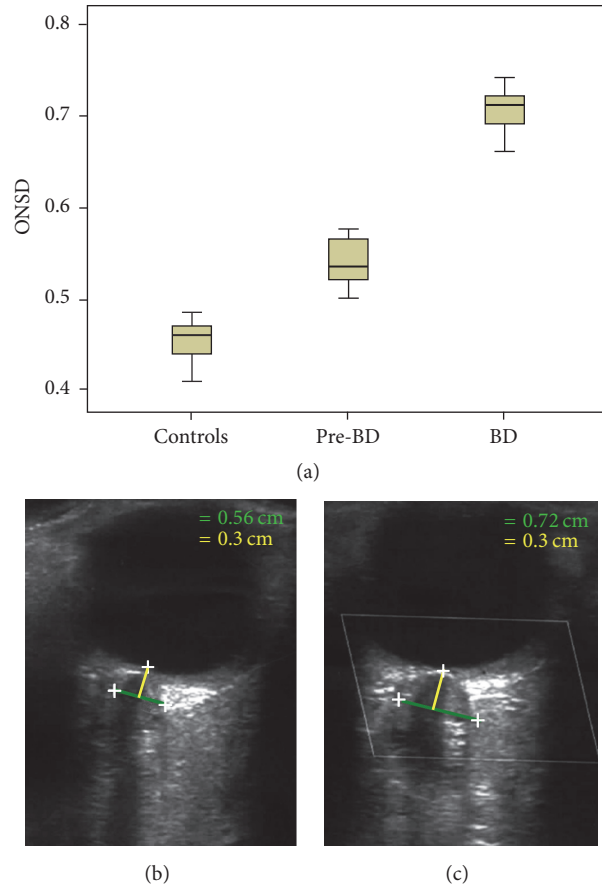 0.8
0.7
0.6
0.5
0.4
ONSD
Controls
Pre-BD
BD
(a)
= 0.56 cm
= 0.3 cm
= 0.72 cm
= 0.3 cm
(b)
(c)